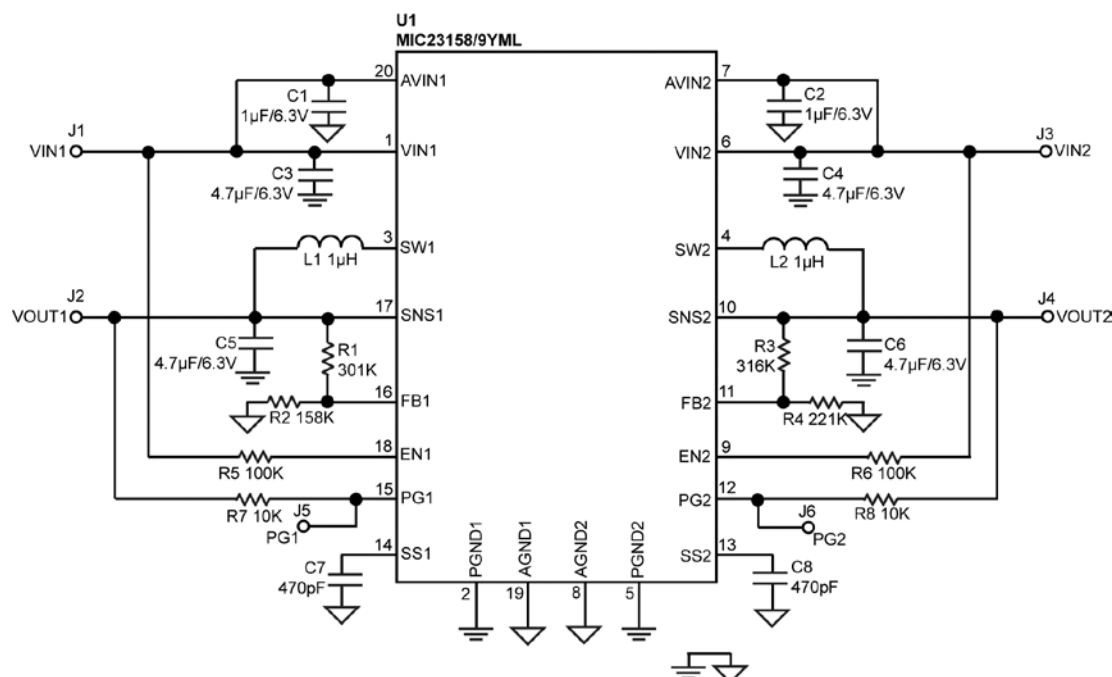 U1
MIC23158/9YML
20
AVIN1
C1
1µF/6.3V
J1
VIN1
1
VIN1
C3
4.7µF/6.3V
3
SW1
L1 1µH
J2
VOUT1
17
SNS1
C5
4.7µF/6.3V
R1
301K
16
FB1
R2 158K
18
EN1
R5 100K
15
PG1
R7 10K
J5
PG1
14
SS1
C7
470pF
7
AVIN2
C2
1µF/6.3V
6
VIN2
J3
VIN2
C4
4.7µF/6.3V
4
SW2
L2 1µH
10
SNS2
J4
VOUT2
R3
316K
C6
4.7µF/6.3V
11
FB2
R4 221K
9
EN2
R6 100K
12
PG2
R8 10K
J6
PG2
13
SS2
C8
470pF
PGND1
AGND1
AGND2
PGND2
2
19
8
5